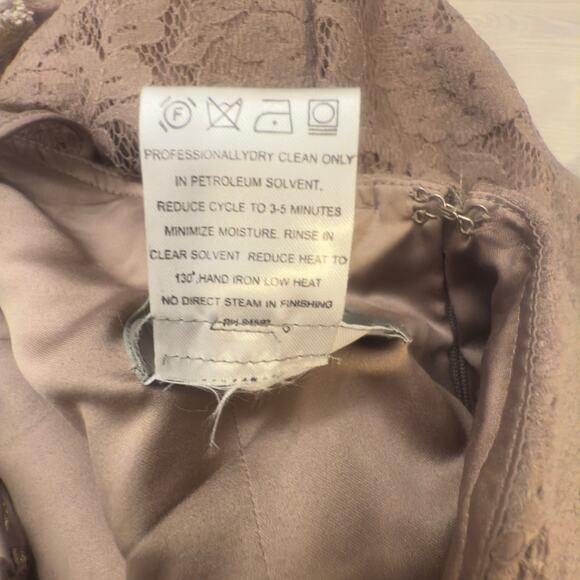 F
PROFESSIONALLYDRY CLEAN ONLY
IN PETROLEUM SOLVENT.
REDUCE CYCLE TO 3-5 MINUTES
MINIMIZE MOISTURE. RINSE IN
CLEAR SOLVENT REDUCE HEAT TO
130°,HAND IRON LOW HEAT
NO DIRECT STEAM IN FINISHING